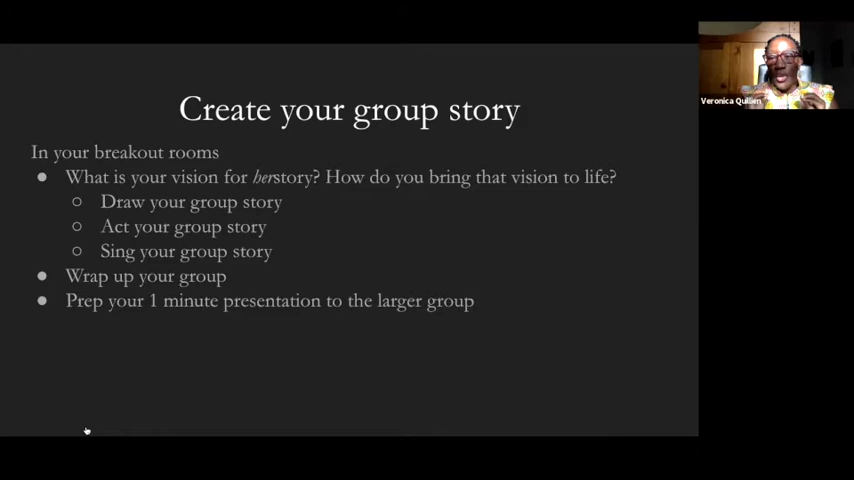 Create your group story
In your breakout rooms
● What is your vision for herstory? How do you bring that vision to life?
○ Draw your group story
○ Act your group story
○ Sing your group story
● Wrap up your group
● Prep your 1 minute presentation to the larger group
Veronica Quillien